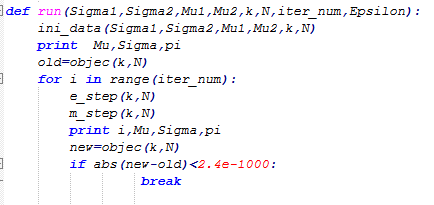 def run(Sigma1,Sigma2,Mu1,Mu2,k,N,iter_num,Epsilon):
    ini_data(Sigma1,Sigma2,Mu1,Mu2,k,N)
    print  Mu,Sigma,pi
    old=objec(k,N)
    for i in range(iter_num):
        e_step(k,N)
        m_step(k,N)
        print i,Mu,Sigma,pi
        new=objec(k,N)
        if abs(new-old)<2.4e-1000:
                break